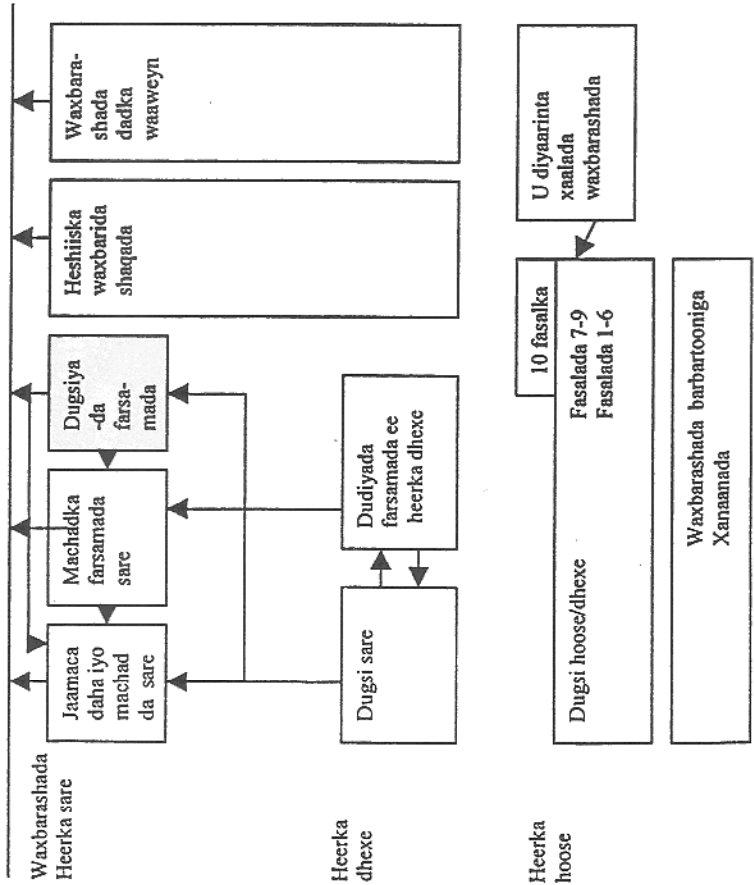 Waxbarashada
Heerka sare
Jaamaca
daha iyo
machad
da sare
Machadka
farsamada
sare
Dugsiya
-da
farsa-
mada
Heshiiska
waxbarida
shaqada
Waxbara-
shada
dadka
waaweyn
Heerka
dhexe
Dugsi sare
Dudiyada
farsamada ee
heerka dhexe
Heerka
hoose
Dugsi hoose/dhexe
10 fasalka
Fasalada 7-9
Fasalada 1-6
U diyaarinta
xaalada
waxbarashada
Waxbarashada barbartooniga
Xanaanada